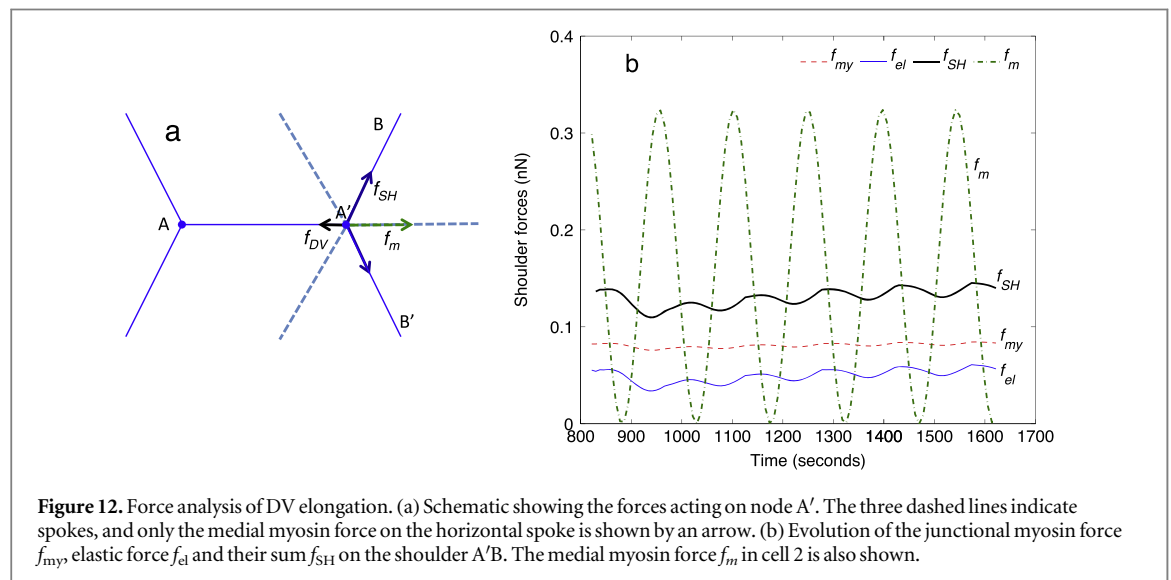 a
B
f_SH
A
A′
f_DV
f_m
B′
b
f_my f_el f_SH f_m
0.4
0.3
0.2
0.1
0
Shoulder forces (nN)
f_m
f_SH
f_my
f_el
800 900 1000 1100 1200 1300 1400 1500 1600 1700
Time (seconds)
Figure 12. Force analysis of DV elongation. (a) Schematic showing the forces acting on node A′. The three dashed lines indicate
spokes, and only the medial myosin force on the horizontal spoke is shown by an arrow. (b) Evolution of the junctional myosin force
f_my, elastic force f_el and their sum f_SH on the shoulder A′B. The medial myosin force f_m in cell 2 is also shown.